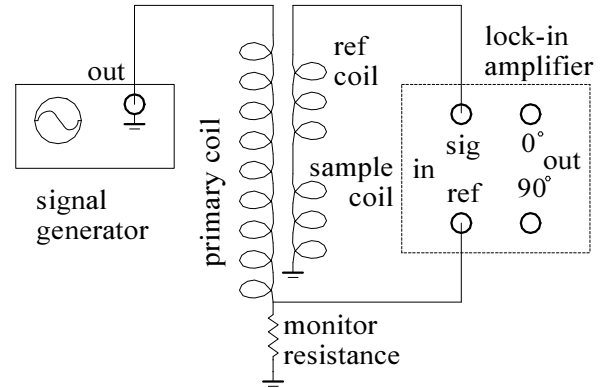 out
signal
generator
primary coil
ref
coil
sample
coil
monitor
resistance
lock-in
amplifier
in
sig
ref
0°
out
90°